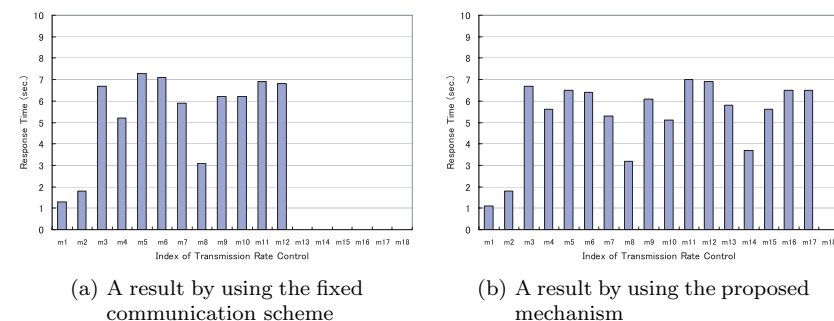 10
9
8
7
6
5
4
3
2
1
0
Response Time (sec.)
m1 m2 m3 m4 m5 m6 m7 m8 m9 m10 m11 m12 m13 m14 m15 m16 m17 m18
Index of Transmission Rate Control
(a) A result by using the fixed
communication scheme
10
9
8
7
6
5
4
3
2
1
0
Response Time (sec.)
m1 m2 m3 m4 m5 m6 m7 m8 m9 m10 m11 m12 m13 m14 m15 m16 m17 m18
Index of Transmission Rate Control
(b) A result by using the proposed
mechanism